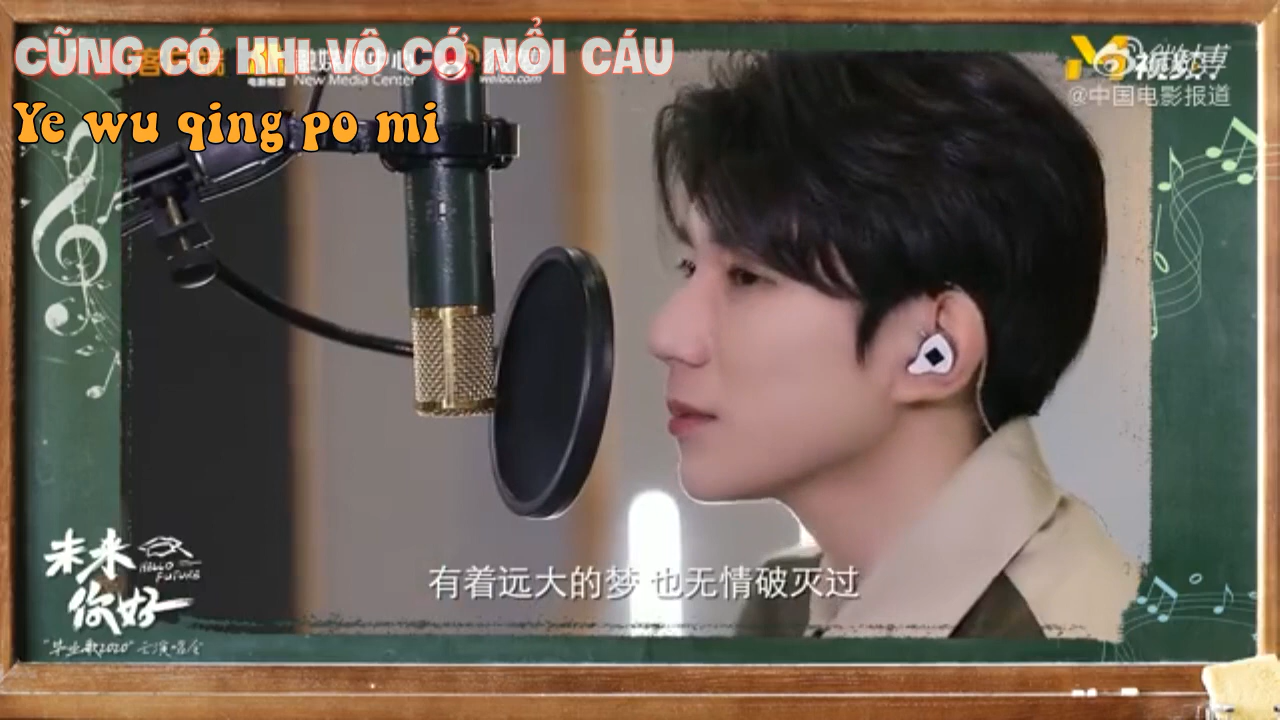 CŨNG CÓ KHI VÔ CỚ NỔI CÁU
New Media Center
weibo.com
@中国电影报道
Ye wu qing po mi
未来
HELLO FUTURE
你好
"毕业歌2020"云演唱会
有着远大的梦 也无情破灭过